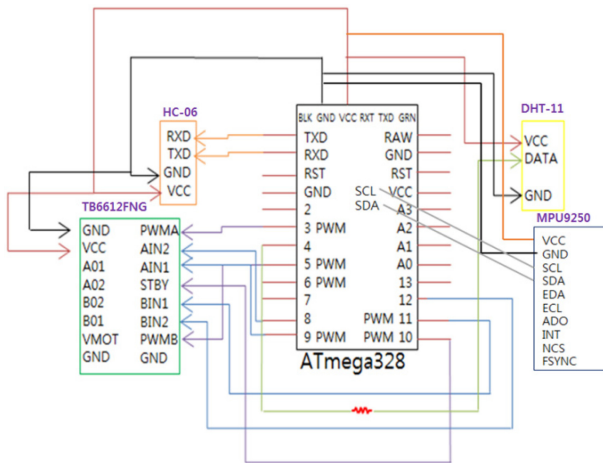 HC-06
RXD
TXD
GND
VCC
TB6612FNG
GND PWMA
VCC AIN2
A01 AIN1
A02 STBY
B02 BIN1
B01 BIN2
VMOT PWMB
GND GND
BLK GND VCC RXT TXD GRN
TXD RAW
RXD GND
RST RST
GND VCC
2 A3
3 PWM A2
4 A1
5 PWM A0
6 PWM 13
7 12
8 PWM 11
9 PWM PWM 10
ATmega328
SCL
SDA
DHT-11
VCC
DATA
GND
MPU9250
VCC
GND
SCL
SDA
EDA
ECL
ADO
INT
NCS
FSYNC